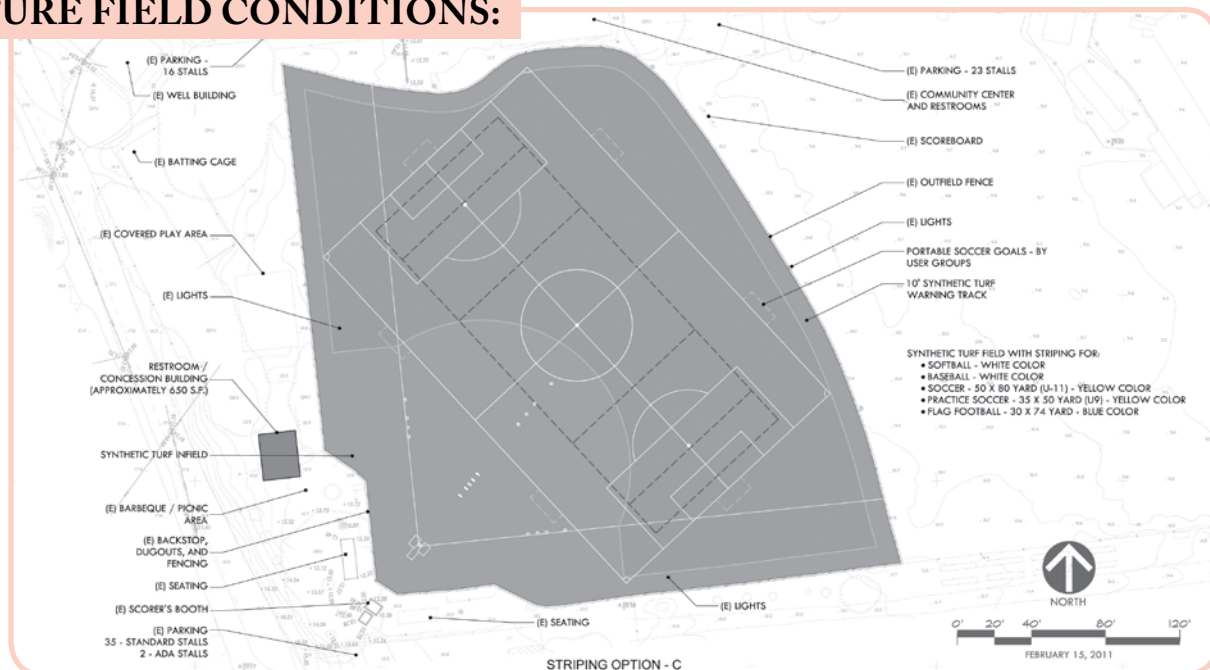 TURE FIELD CONDITIONS:
(E) PARKING -
16 STALLS
(E) WELL BUILDING
(E) BATTING CAGE
(E) COVERED PLAY AREA
(E) LIGHTS
RESTROOM /
CONCESSION BUILDING
(APPROXIMATELY 650 S.F.)
SYNTHETIC TURF INFIELD
(E) BARBEQUE / PICNIC
AREA
(E) BACKSTOP,
DUGOUTS, AND
FENCING
(E) SEATING
(E) SCORER'S BOOTH
(E) PARKING
35 - STANDARD STALLS
2 - ADA STALLS
(E) PARKING - 23 STALLS
(E) COMMUNITY CENTER
AND RESTROOMS
(E) SCOREBOARD
(E) OUTFIELD FENCE
(E) LIGHTS
PORTABLE SOCCER GOALS - BY
USER GROUPS
10' SYNTHETIC TURF
WARNING TRACK
SYNTHETIC TURF FIELD WITH STRIPING FOR:
• SOFTBALL - WHITE COLOR
• BASEBALL - WHITE COLOR
• SOCCER - 50 X 80 YARD (U-11) - YELLOW COLOR
• PRACTICE SOCCER - 35 X 50 YARD (U9) - YELLOW COLOR
• FLAG FOOTBALL - 30 X 74 YARD - BLUE COLOR
(E) LIGHTS
(E) SEATING
NORTH
0' 20' 40' 80' 120'
FEBRUARY 15, 2011
STRIPING OPTION - C